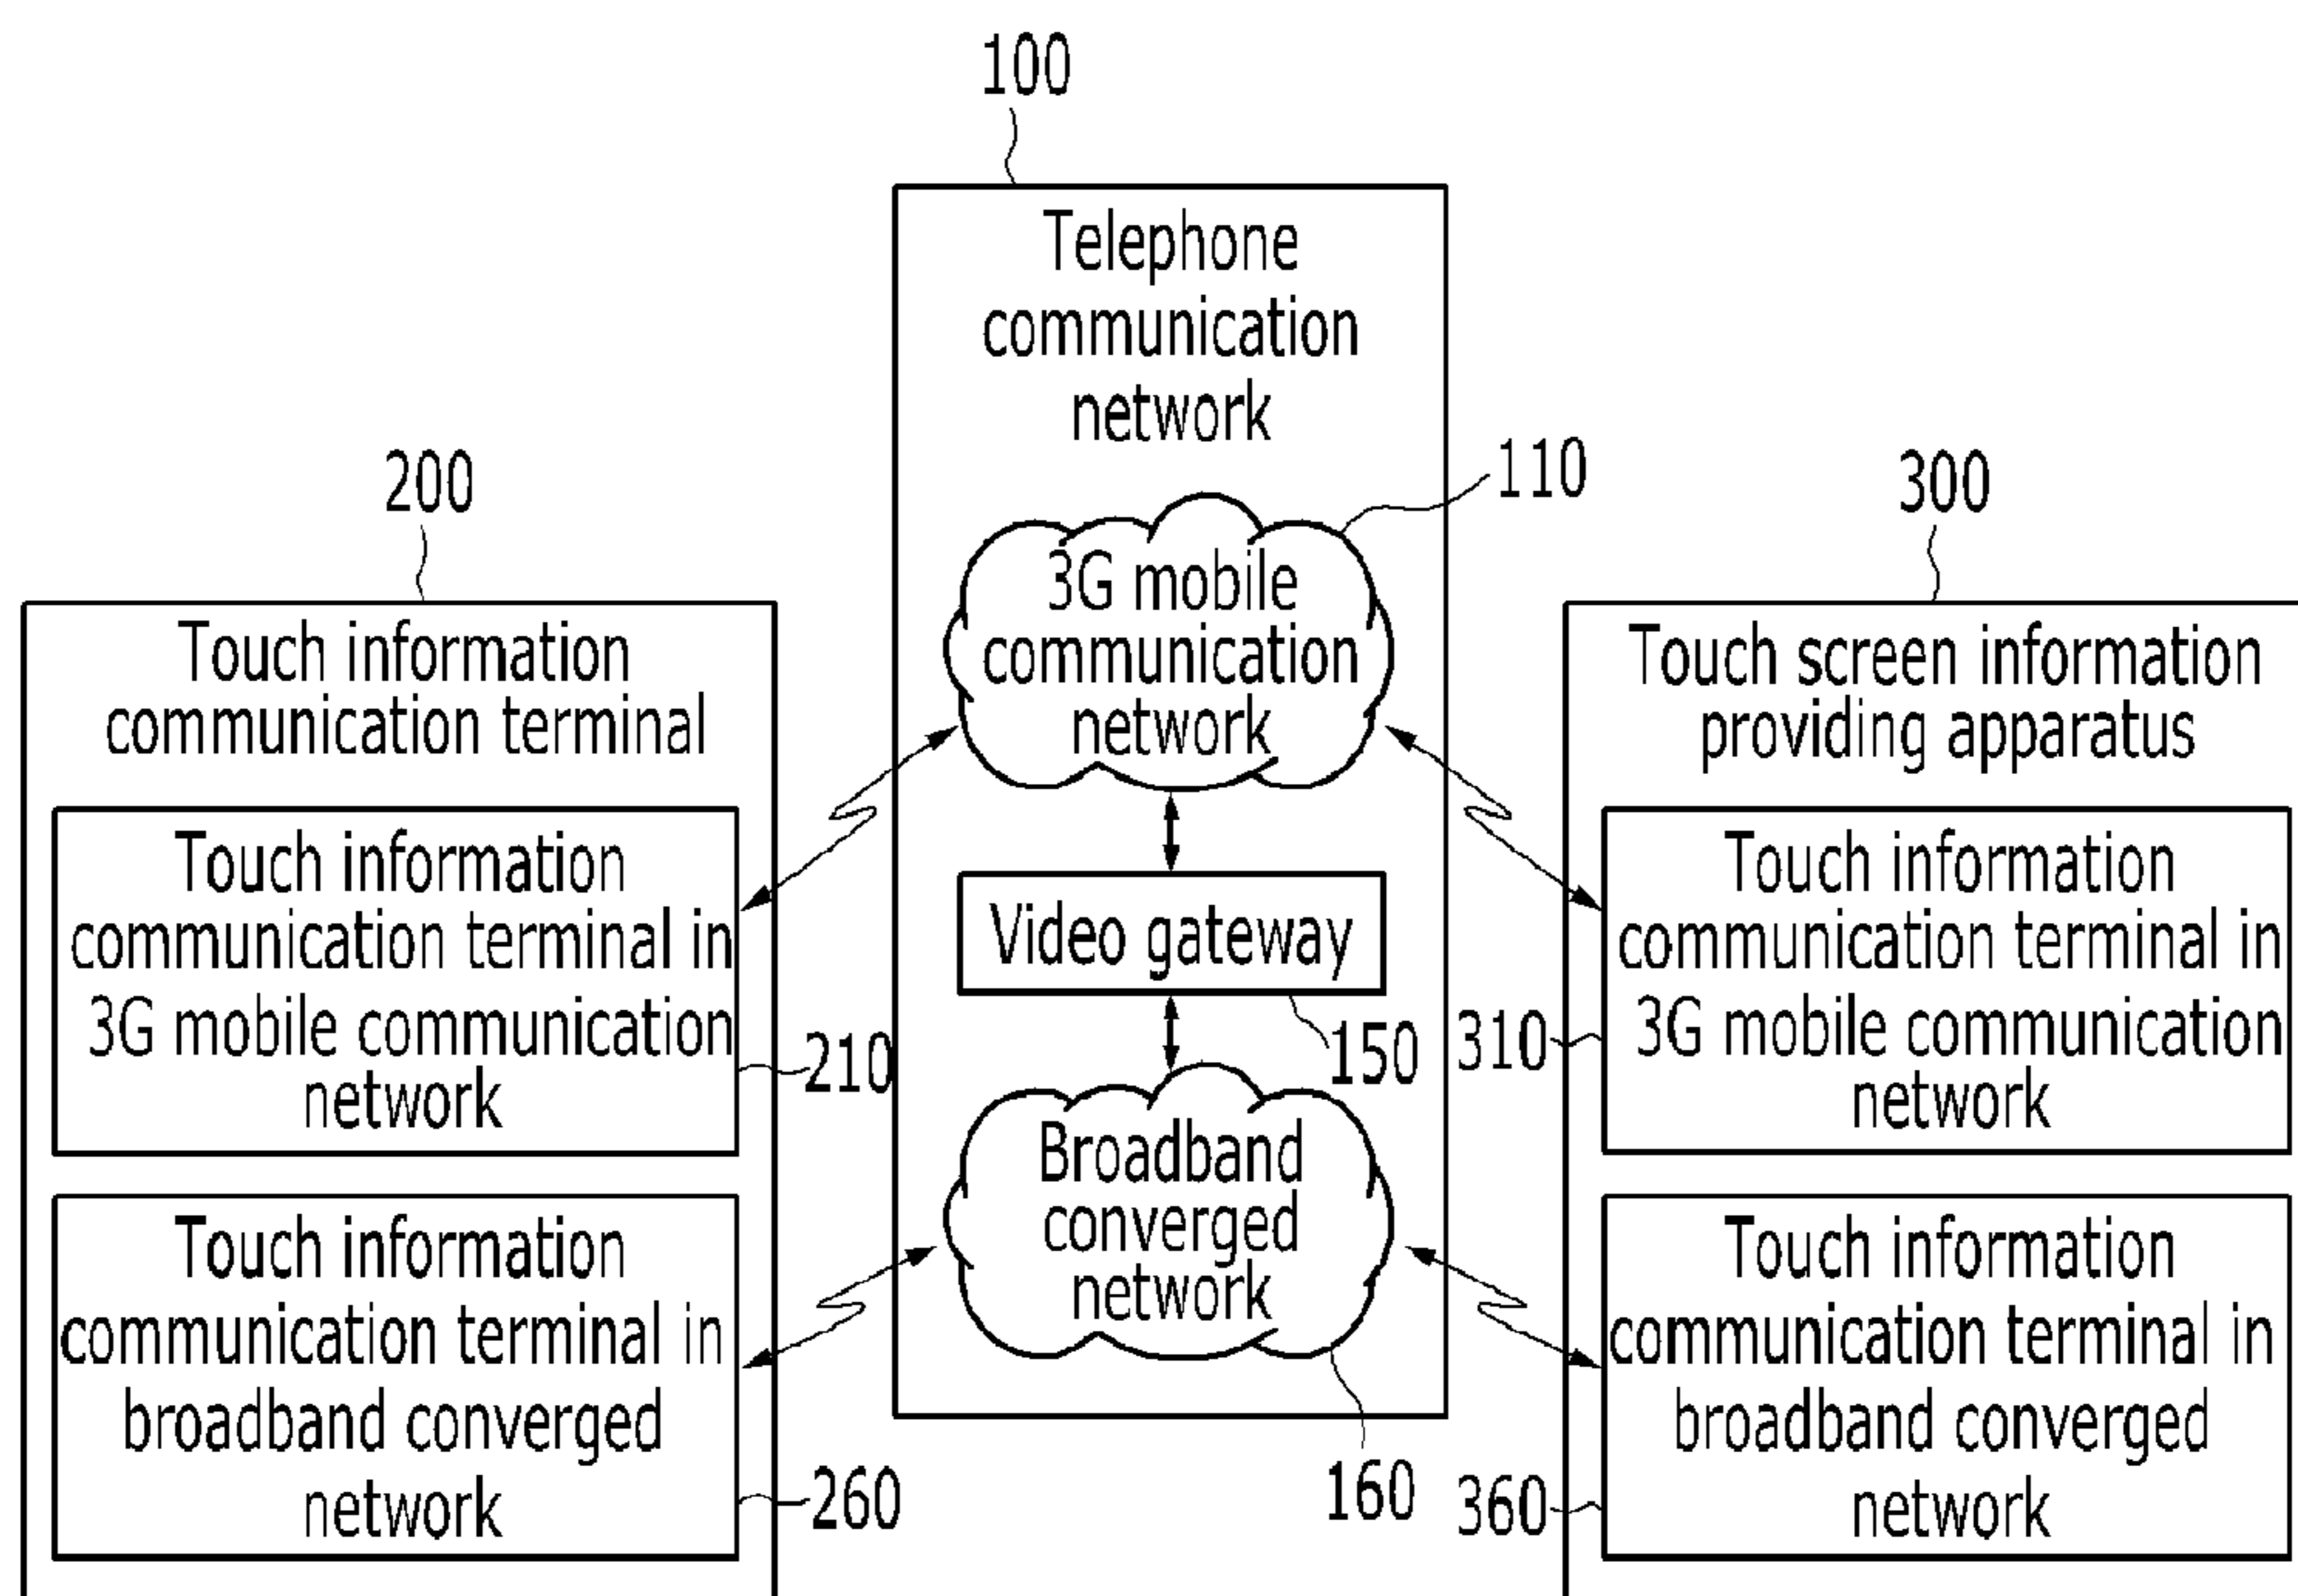 100
Telephone
communication
network
110
3G mobile
communication
network
Video gateway
150
Broadband
converged
network
160
200
Touch information
communication terminal
Touch information
communication terminal in
3G mobile communication
network
210
Touch information
communication terminal in
broadband converged
network
260
300
Touch screen information
providing apparatus
Touch information
communication terminal in
3G mobile communication
network
310
Touch information
communication terminal in
broadband converged
network
360